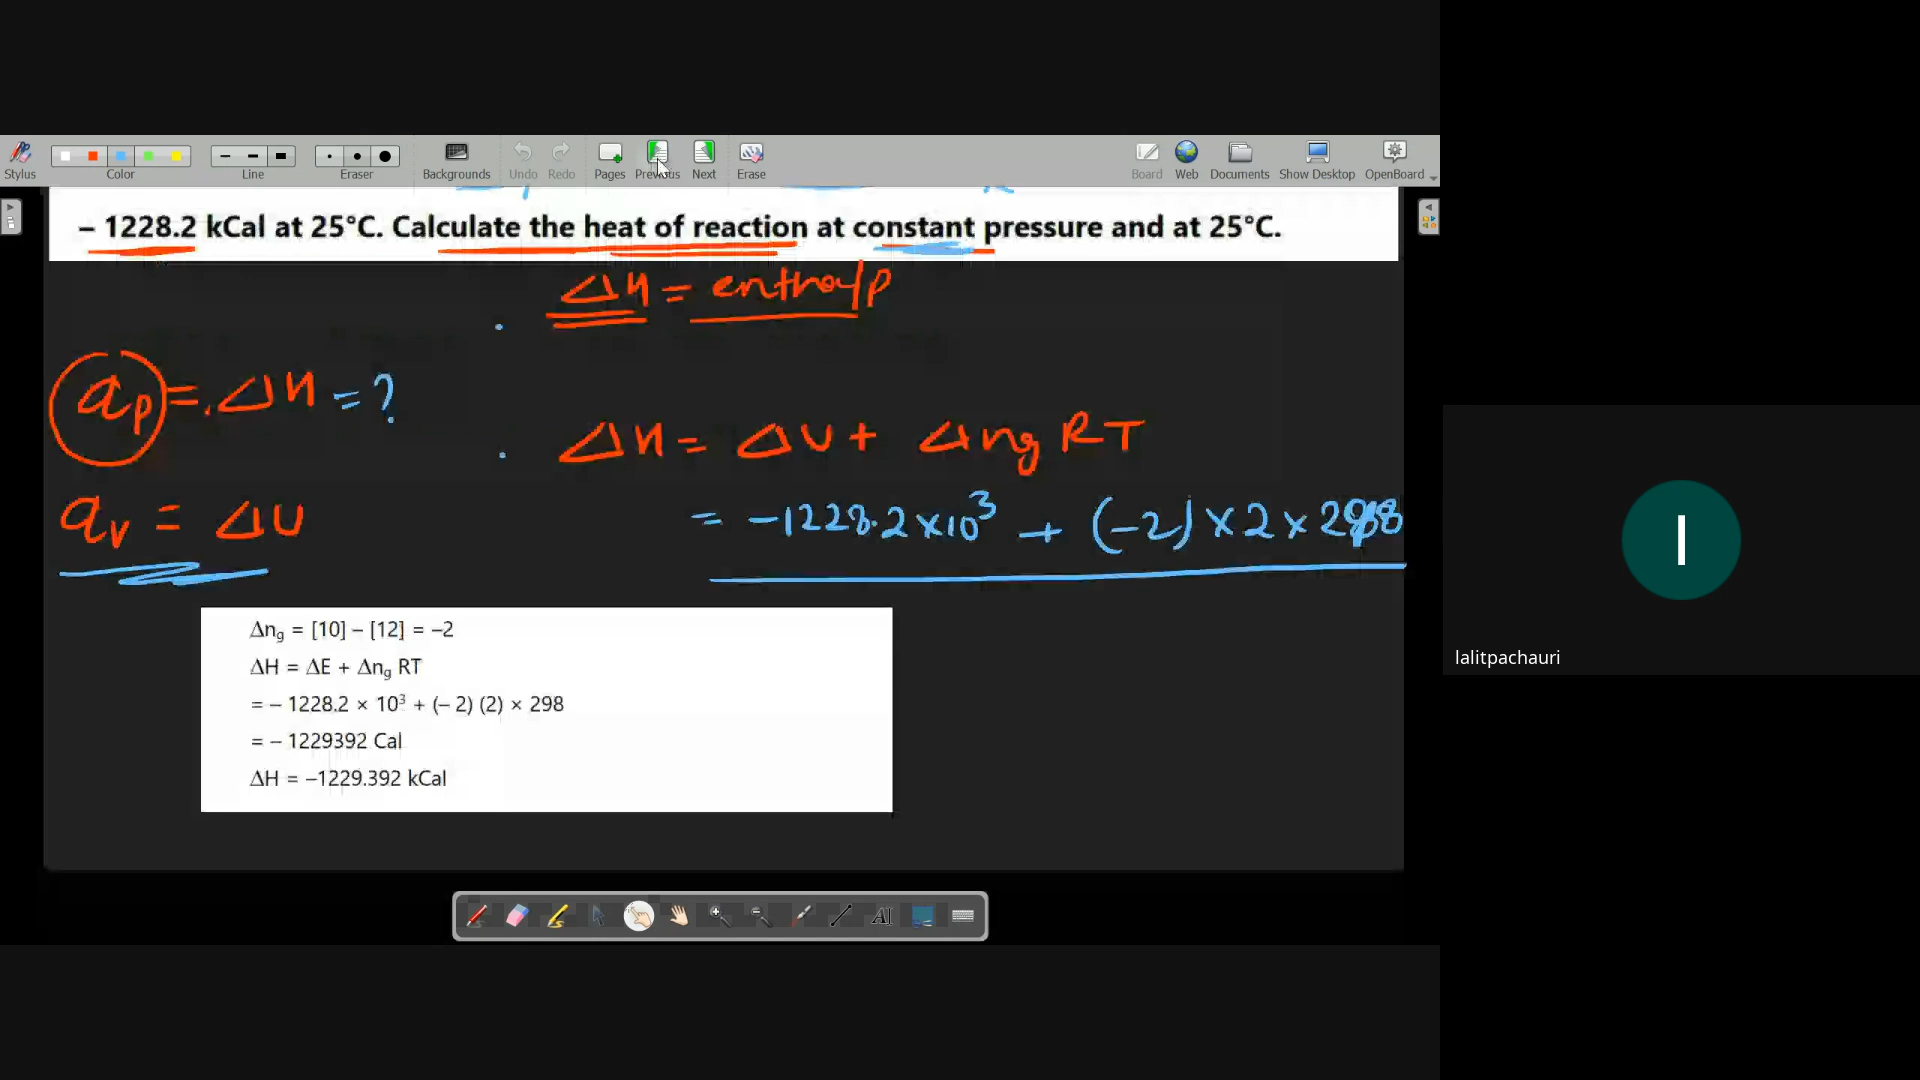 Stylus Color Line Eraser Backgrounds Undo Redo Pages Previous Next Erase Board Web Documents Show Desktop OpenBoard
– 1228.2 kCal at 25°C. Calculate the heat of reaction at constant pressure and at 25°C.
ΔH = enthalp
qp = ΔH = ?
ΔH = ΔU + Δng RT
qv = ΔU
= -1228.2 × 10³ + (-2) × 2 × 298
Δng = [10] – [12] = –2
ΔH = ΔE + Δng RT
= – 1228.2 × 10³ + (– 2) (2) × 298
= – 1229392 Cal
ΔH = –1229.392 kCal
l
lalitpachauri